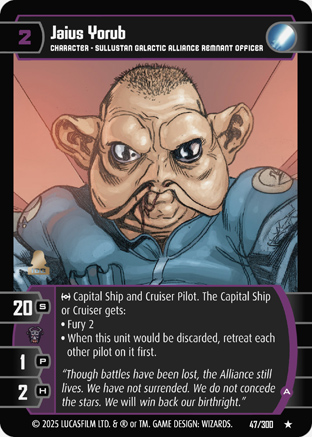 2
Jaius Yorub
CHARACTER - SULLUSTAN GALACTIC ALLIANCE REMNANT OFFICER
20 S
1 P
2 H
Capital Ship and Cruiser Pilot. The Capital Ship
or Cruiser gets:
• Fury 2
• When this unit would be discarded, retreat each
other pilot on it first.
“Though battles have been lost, the Alliance still
lives. We have not surrended. We do not concede
the stars. We will win back our birthright.”
A
© 2025 LUCASFILM LTD. & ® or TM. GAME DESIGN: WIZARDS.
47/300